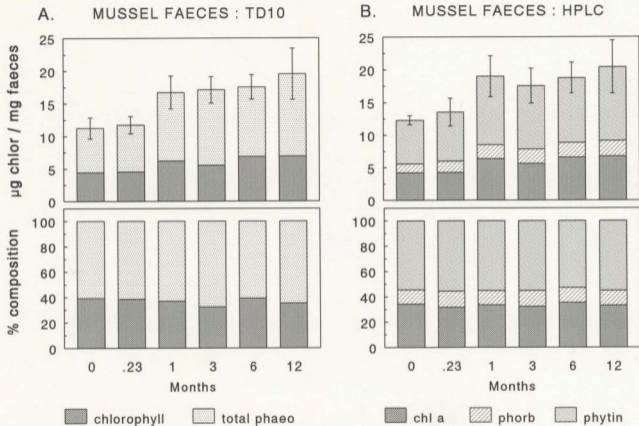 A. MUSSEL FAECES : TD10
µg chlor / mg faeces
25
20
15
10
5
0
% composition
100
80
60
40
20
0
0 .23 1 3 6 12
Months
chlorophyll total phaeo
B. MUSSEL FAECES : HPLC
25
20
15
10
5
0
100
80
60
40
20
0
0 .23 1 3 6 12
Months
chl a phorb phytin